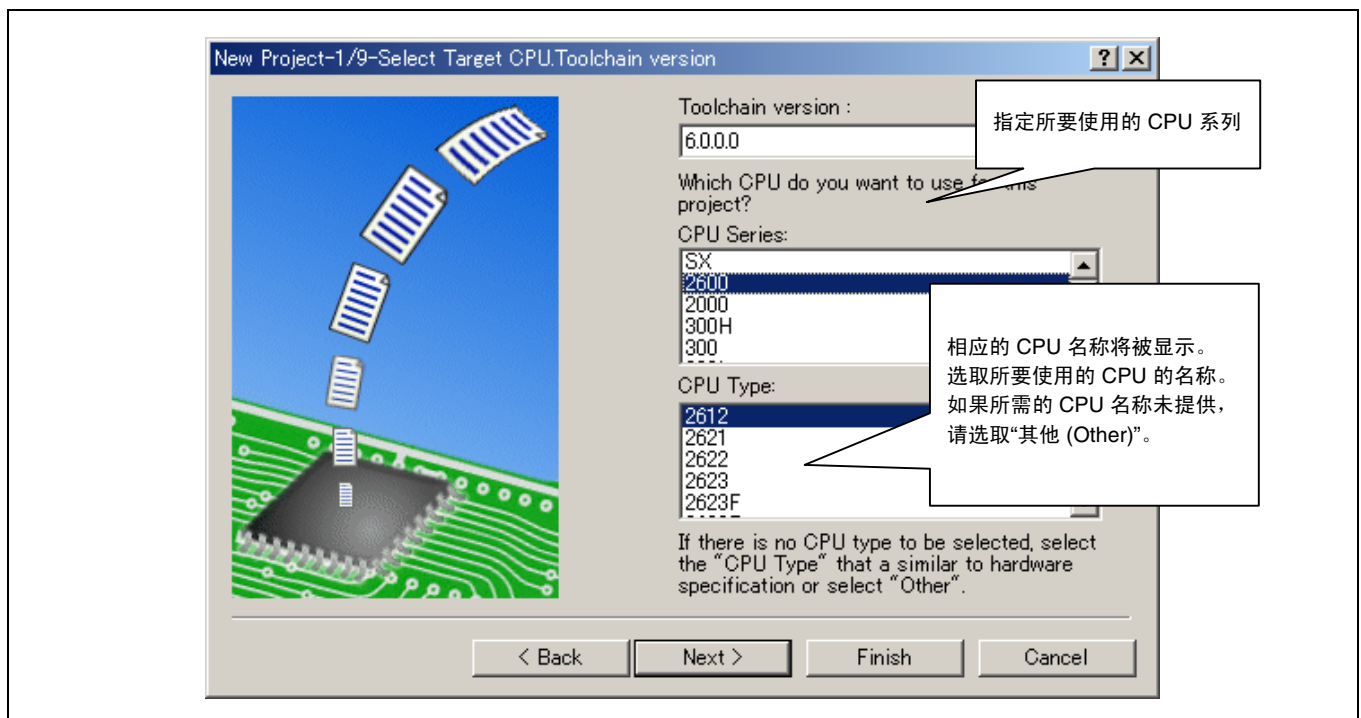 New Project-1/9-Select Target CPU.Toolchain version
Toolchain version :
6.0.0.0
指定所要使用的 CPU 系列
Which CPU do you want to use for this
project?
CPU Series:
SX
2600
2000
300H
300
相应的 CPU 名称将被显示。
选取所要使用的 CPU 的名称。
如果所需的 CPU 名称未提供，
请选取“其他 (Other)”。
CPU Type:
2612
2621
2622
2623
2623F
If there is no CPU type to be selected, select
the "CPU Type" that a similar to hardware
specification or select "Other".
< Back
Next >
Finish
Cancel